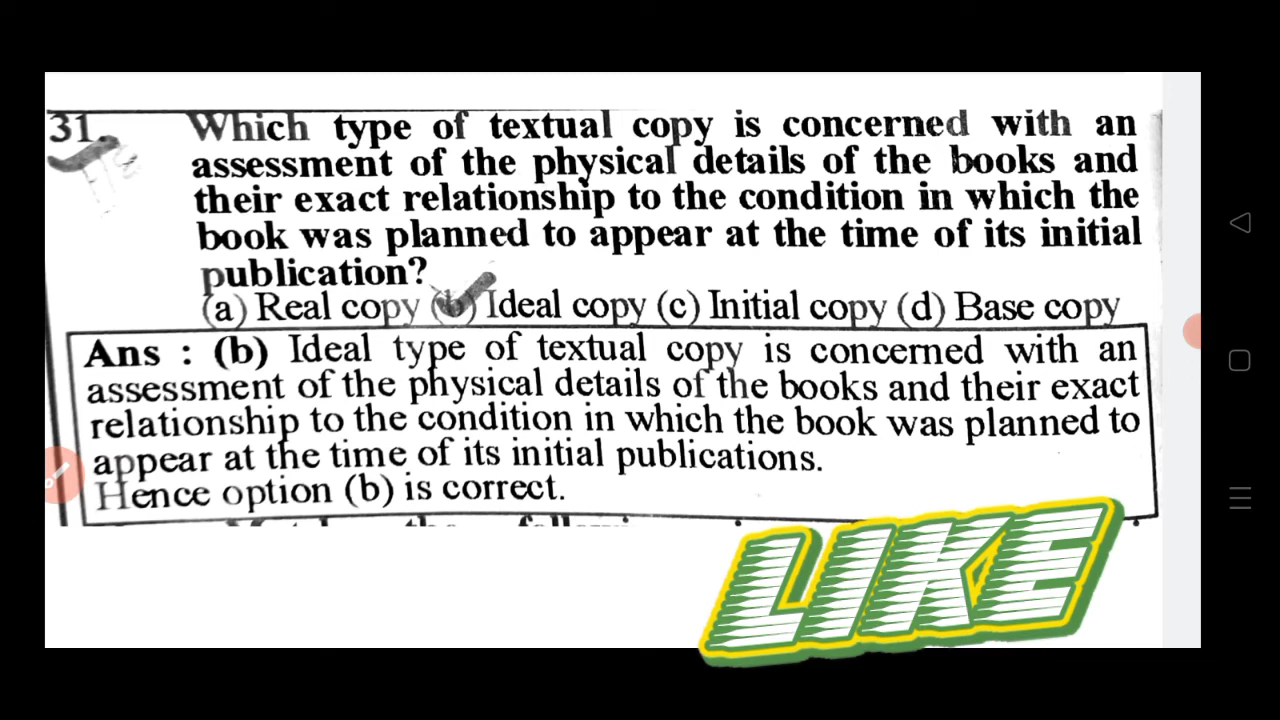 31. Which type of textual copy is concerned with an
assessment of the physical details of the books and
their exact relationship to the condition in which the
book was planned to appear at the time of its initial
publication?
(a) Real copy (b) Ideal copy (c) Initial copy (d) Base copy
Ans : (b) Ideal type of textual copy is concerned with an
assessment of the physical details of the books and their exact
relationship to the condition in which the book was planned to
appear at the time of its initial publications.
Hence option (b) is correct.
LIKE